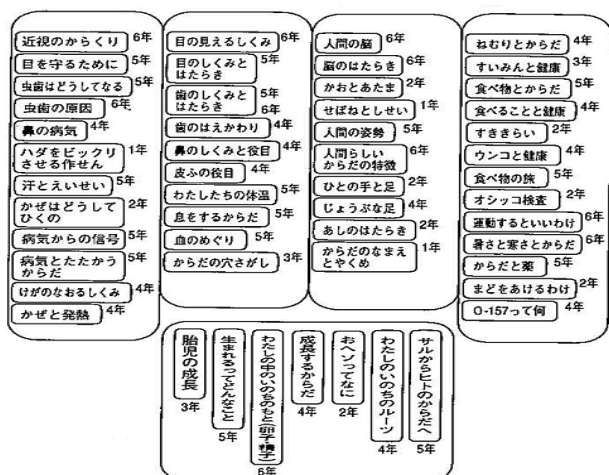 近視のからくり 6年
目を守るために 5年
虫歯はどうしてなる 5年
虫歯の原因 6年
鼻の病気 4年
ハダをビックリ
させる作せん 1年
汗とえいせい 5年
かぜはどうして
ひくの 2年
病気からの信号 5年
病気とたたかう
からだ 5年
けがのなおるしくみ 4年
かぜと発熱 4年
目の見えるしくみ 6年
目のしくみと
はたらき 5年
歯のしくみと
はたらき 5年
6年
歯のはえかわり 4年
鼻のしくみと役目 4年
皮ふの役目 4年
わたしたちの体温 5年
息をするからだ 5年
血のめぐり 5年
からだの穴さがし 3年
人間の脳 6年
脳のはたらき 6年
かおとあたま 2年
せぼねとしせい 1年
人間の姿勢 5年
人間らしい
からだの特徴 6年
ひとの手と足 2年
じょうぶな足 4年
あしのはたらき 2年
からだのなまえ
とやくめ 1年
ねむりとからだ 4年
すいみんと健康 3年
食べ物とからだ 5年
食べることと健康 4年
すききらい 2年
ウンコと健康 4年
食べ物の旅 5年
オシッコ検査 2年
運動するといいわけ 6年
暑さと寒さとからだ 6年
からだと薬 5年
まどをあけるわけ 2年
O-157って何 4年
胎児の成長 3年
生まれるってどんなこと 5年
わたしの中のいのちのもと(卵子・精子) 6年
成長するからだ 4年
おヘソってなに 2年
わたしのいのちのルーツ 4年
サルからヒトのからだへ 5年